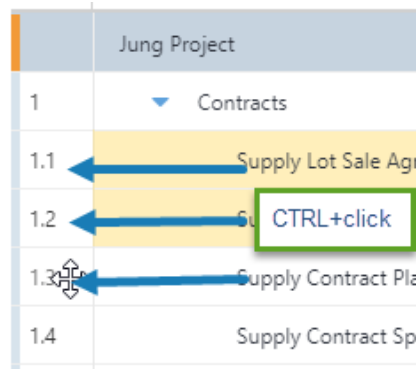 Jung Project
1 Contracts
1.1 Supply Lot Sale Agr
1.2 Su CTRL+click
1.3 Supply Contract Pla
1.4 Supply Contract Sp